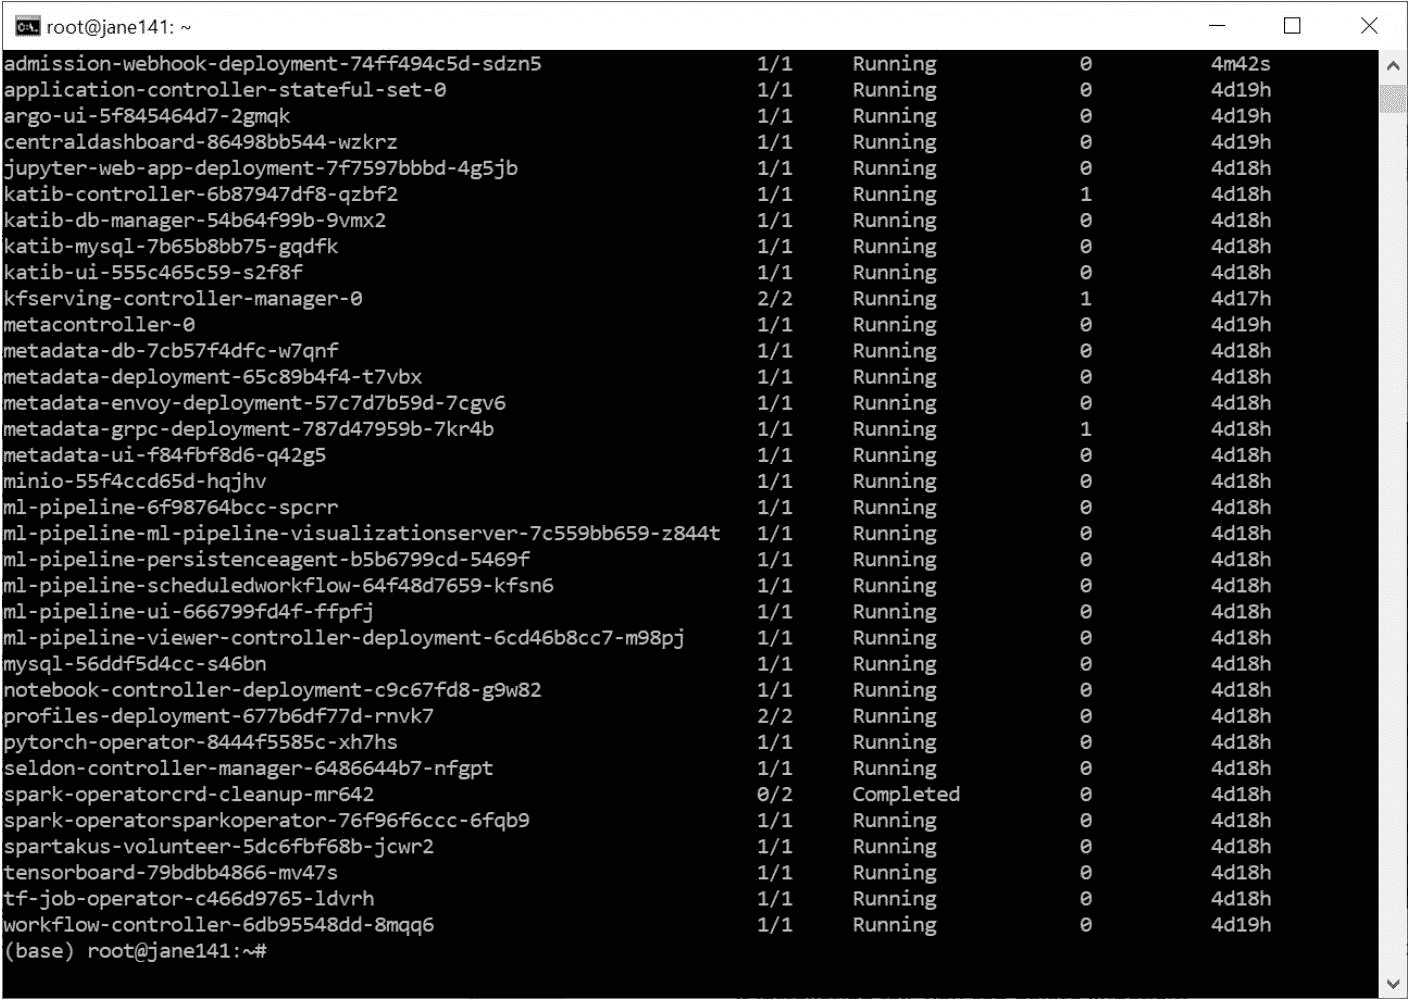 root@jane141: ~
admission-webhook-deployment-74ff494c5d-sdzn5 1/1 Running 0 4m42s
application-controller-stateful-set-0 1/1 Running 0 4d19h
argo-ui-5f845464d7-2gmqk 1/1 Running 0 4d19h
centraldashboard-86498bb544-wzkrz 1/1 Running 0 4d19h
jupyter-web-app-deployment-7f7597bbbd-4g5jb 1/1 Running 0 4d18h
katib-controller-6b87947df8-qzbf2 1/1 Running 1 4d18h
katib-db-manager-54b64f99b-9vmx2 1/1 Running 0 4d18h
katib-mysql-7b65b8bb75-gqdfk 1/1 Running 0 4d18h
katib-ui-555c465c59-s2f8f 1/1 Running 0 4d18h
kfserving-controller-manager-0 2/2 Running 1 4d17h
metacontroller-0 1/1 Running 0 4d19h
metadata-db-7cb57f4dfc-w7qnf 1/1 Running 0 4d18h
metadata-deployment-65c89b4f4-t7vbx 1/1 Running 0 4d18h
metadata-envoy-deployment-57c7d7b59d-7cgv6 1/1 Running 0 4d18h
metadata-grpc-deployment-787d47959b-7kr4b 1/1 Running 1 4d18h
metadata-ui-f84fbf8d6-q42g5 1/1 Running 0 4d18h
minio-55f4ccd65d-hqjhv 1/1 Running 0 4d18h
ml-pipeline-6f98764bcc-spcrr 1/1 Running 0 4d18h
ml-pipeline-ml-pipeline-visualizationserver-7c559bb659-z844t 1/1 Running 0 4d18h
ml-pipeline-persistenceagent-b5b6799cd-5469f 1/1 Running 0 4d18h
ml-pipeline-scheduledworkflow-64f48d7659-kfsn6 1/1 Running 0 4d18h
ml-pipeline-ui-666799fd4f-ffpfj 1/1 Running 0 4d18h
ml-pipeline-viewer-controller-deployment-6cd46b8cc7-m98pj 1/1 Running 0 4d18h
mysql-56ddf5d4cc-s46bn 1/1 Running 0 4d18h
notebook-controller-deployment-c9c67fd8-g9w82 1/1 Running 0 4d18h
profiles-deployment-677b6df77d-rnvk7 2/2 Running 0 4d18h
pytorch-operator-8444f5585c-xh7hs 1/1 Running 0 4d18h
seldon-controller-manager-6486644b7-nfgpt 1/1 Running 0 4d18h
spark-operatorcrd-cleanup-mr642 0/2 Completed 0 4d18h
spark-operatorsparkoperator-76f96f6ccc-6fqb9 1/1 Running 0 4d18h
spartakus-volunteer-5dc6fbf68b-jcwr2 1/1 Running 0 4d18h
tensorboard-79bdbb4866-mv47s 1/1 Running 0 4d18h
tf-job-operator-c466d9765-ldvrh 1/1 Running 0 4d18h
workflow-controller-6db95548dd-8mqq6 1/1 Running 0 4d19h
(base) root@jane141:~#